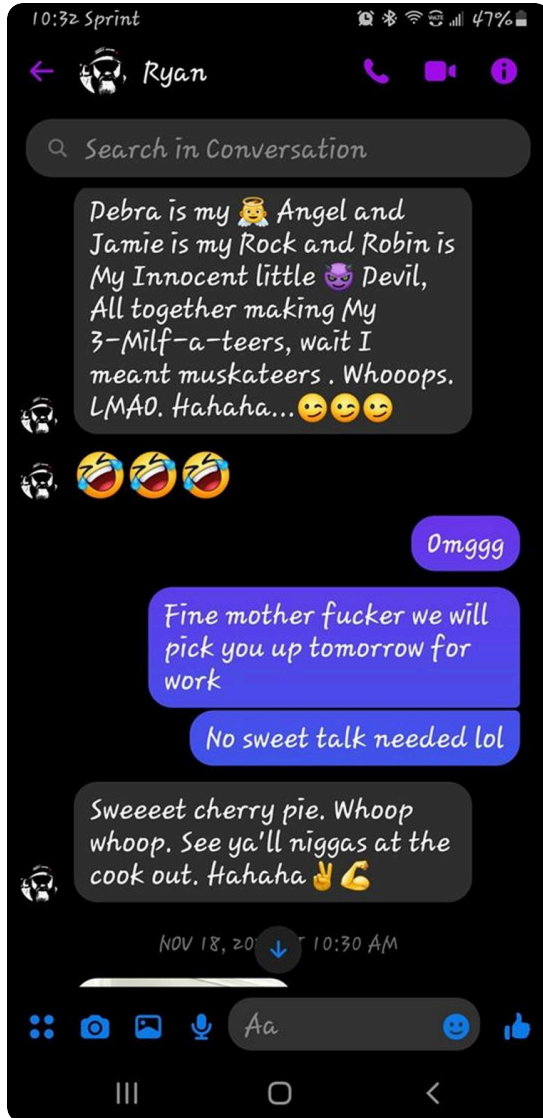 10:32 Sprint 47%
Ryan
Search in Conversation
Debra is my 👼 Angel and
Jamie is my Rock and Robin is
My Innocent little 😈 Devil,
All together making My
3-Milf-a-teers, wait I
meant muskateers . Whooops.
LMAO. Hahaha...😉😉😉
🤣🤣🤣
Omggg
Fine mother fucker we will
pick you up tomorrow for
work
No sweet talk needed lol
Sweeeet cherry pie. Whoop
whoop. See ya'll niggas at the
cook out. Hahaha✌💪
NOV 18, 10:30 AM
Aa